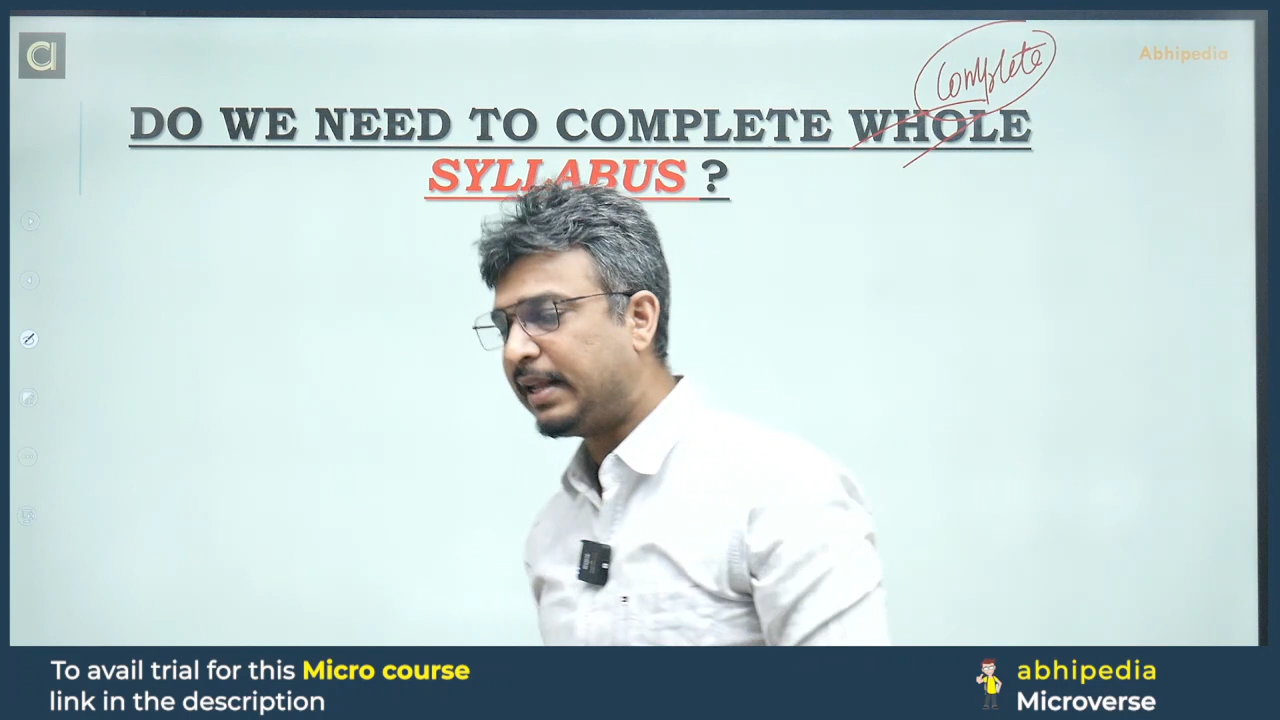 Abhipedia
Complete
DO WE NEED TO COMPLETE WHOLE
SYLLABUS ?
To avail trial for this Micro course
link in the description
abhipedia
Microverse